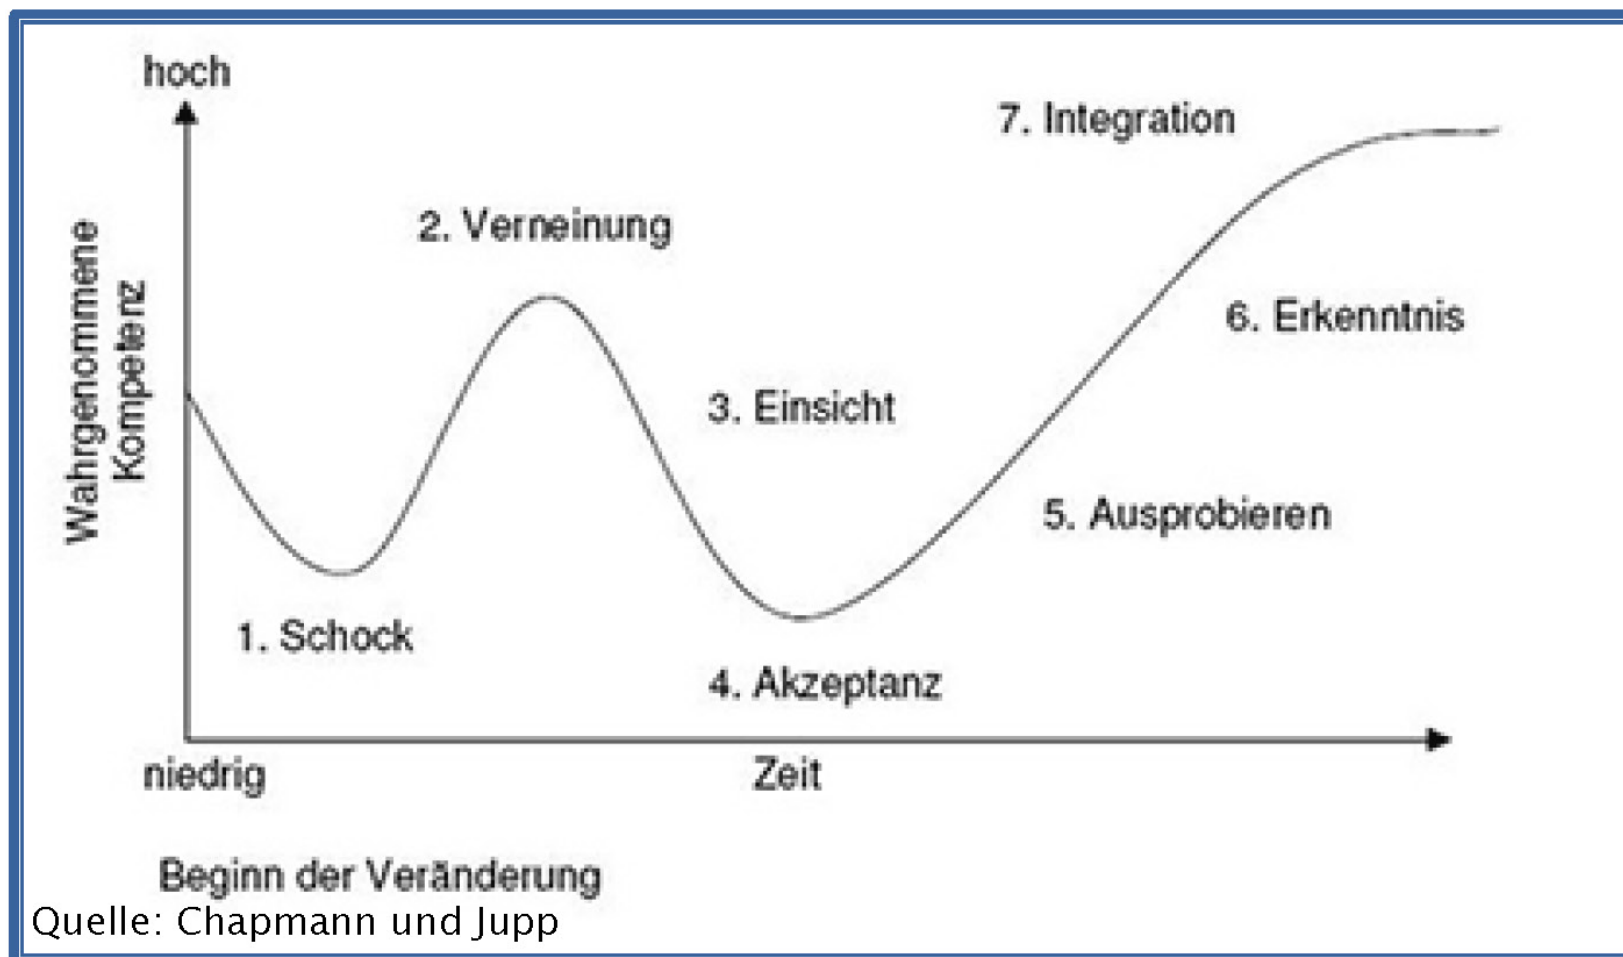 hoch
7. Integration
2. Verneinung
6. Erkenntnis
Wahrgenommene
Kompetenz
3. Einsicht
5. Ausprobieren
1. Schock
4. Akzeptanz
niedrig
Zeit
Beginn der Veränderung
Quelle: Chapmann und Jupp